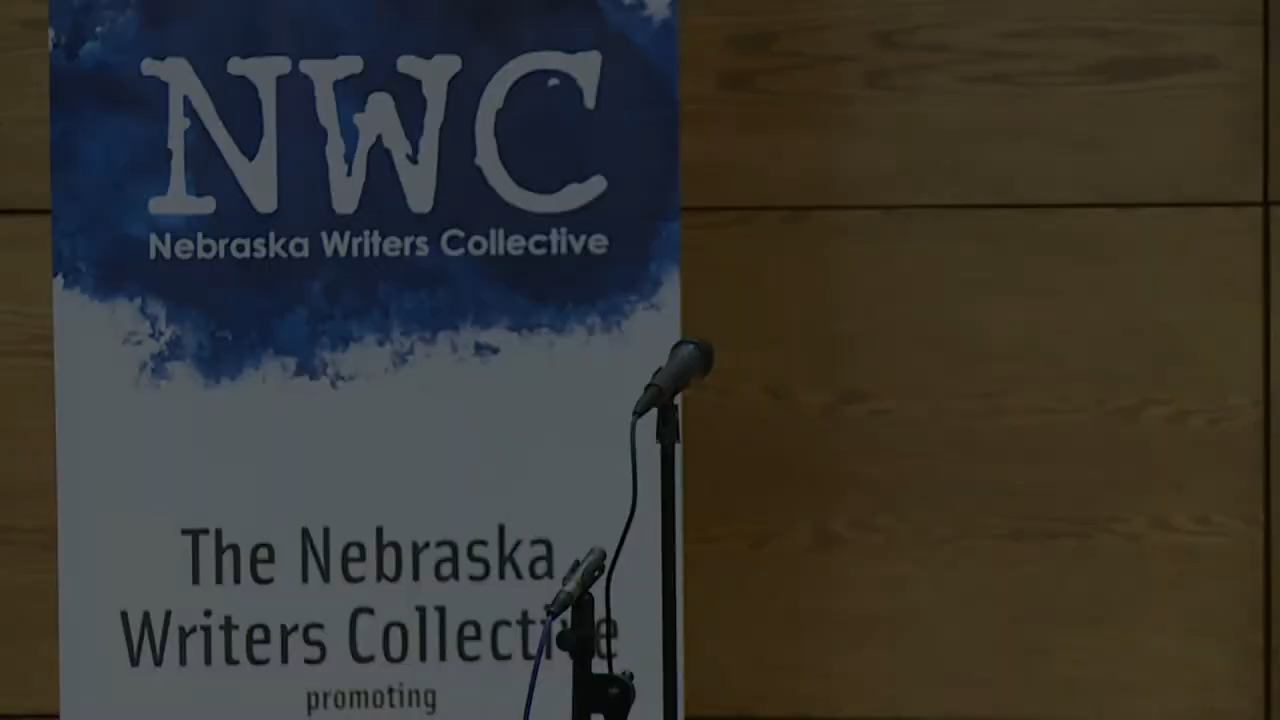 NWC
Nebraska Writers Collective
The Nebraska
Writers Collective
promoting